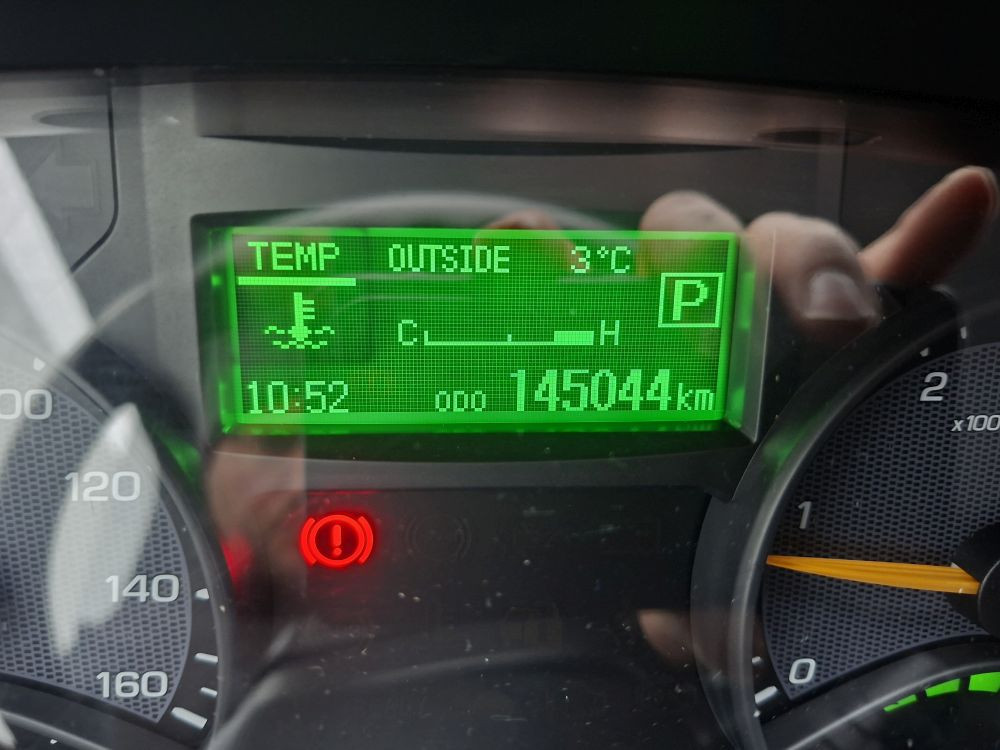 TEMP OUTSIDE 3°C
P
C H
10:52 ODO 145044km
120
140
160
2
x100
1
0
!